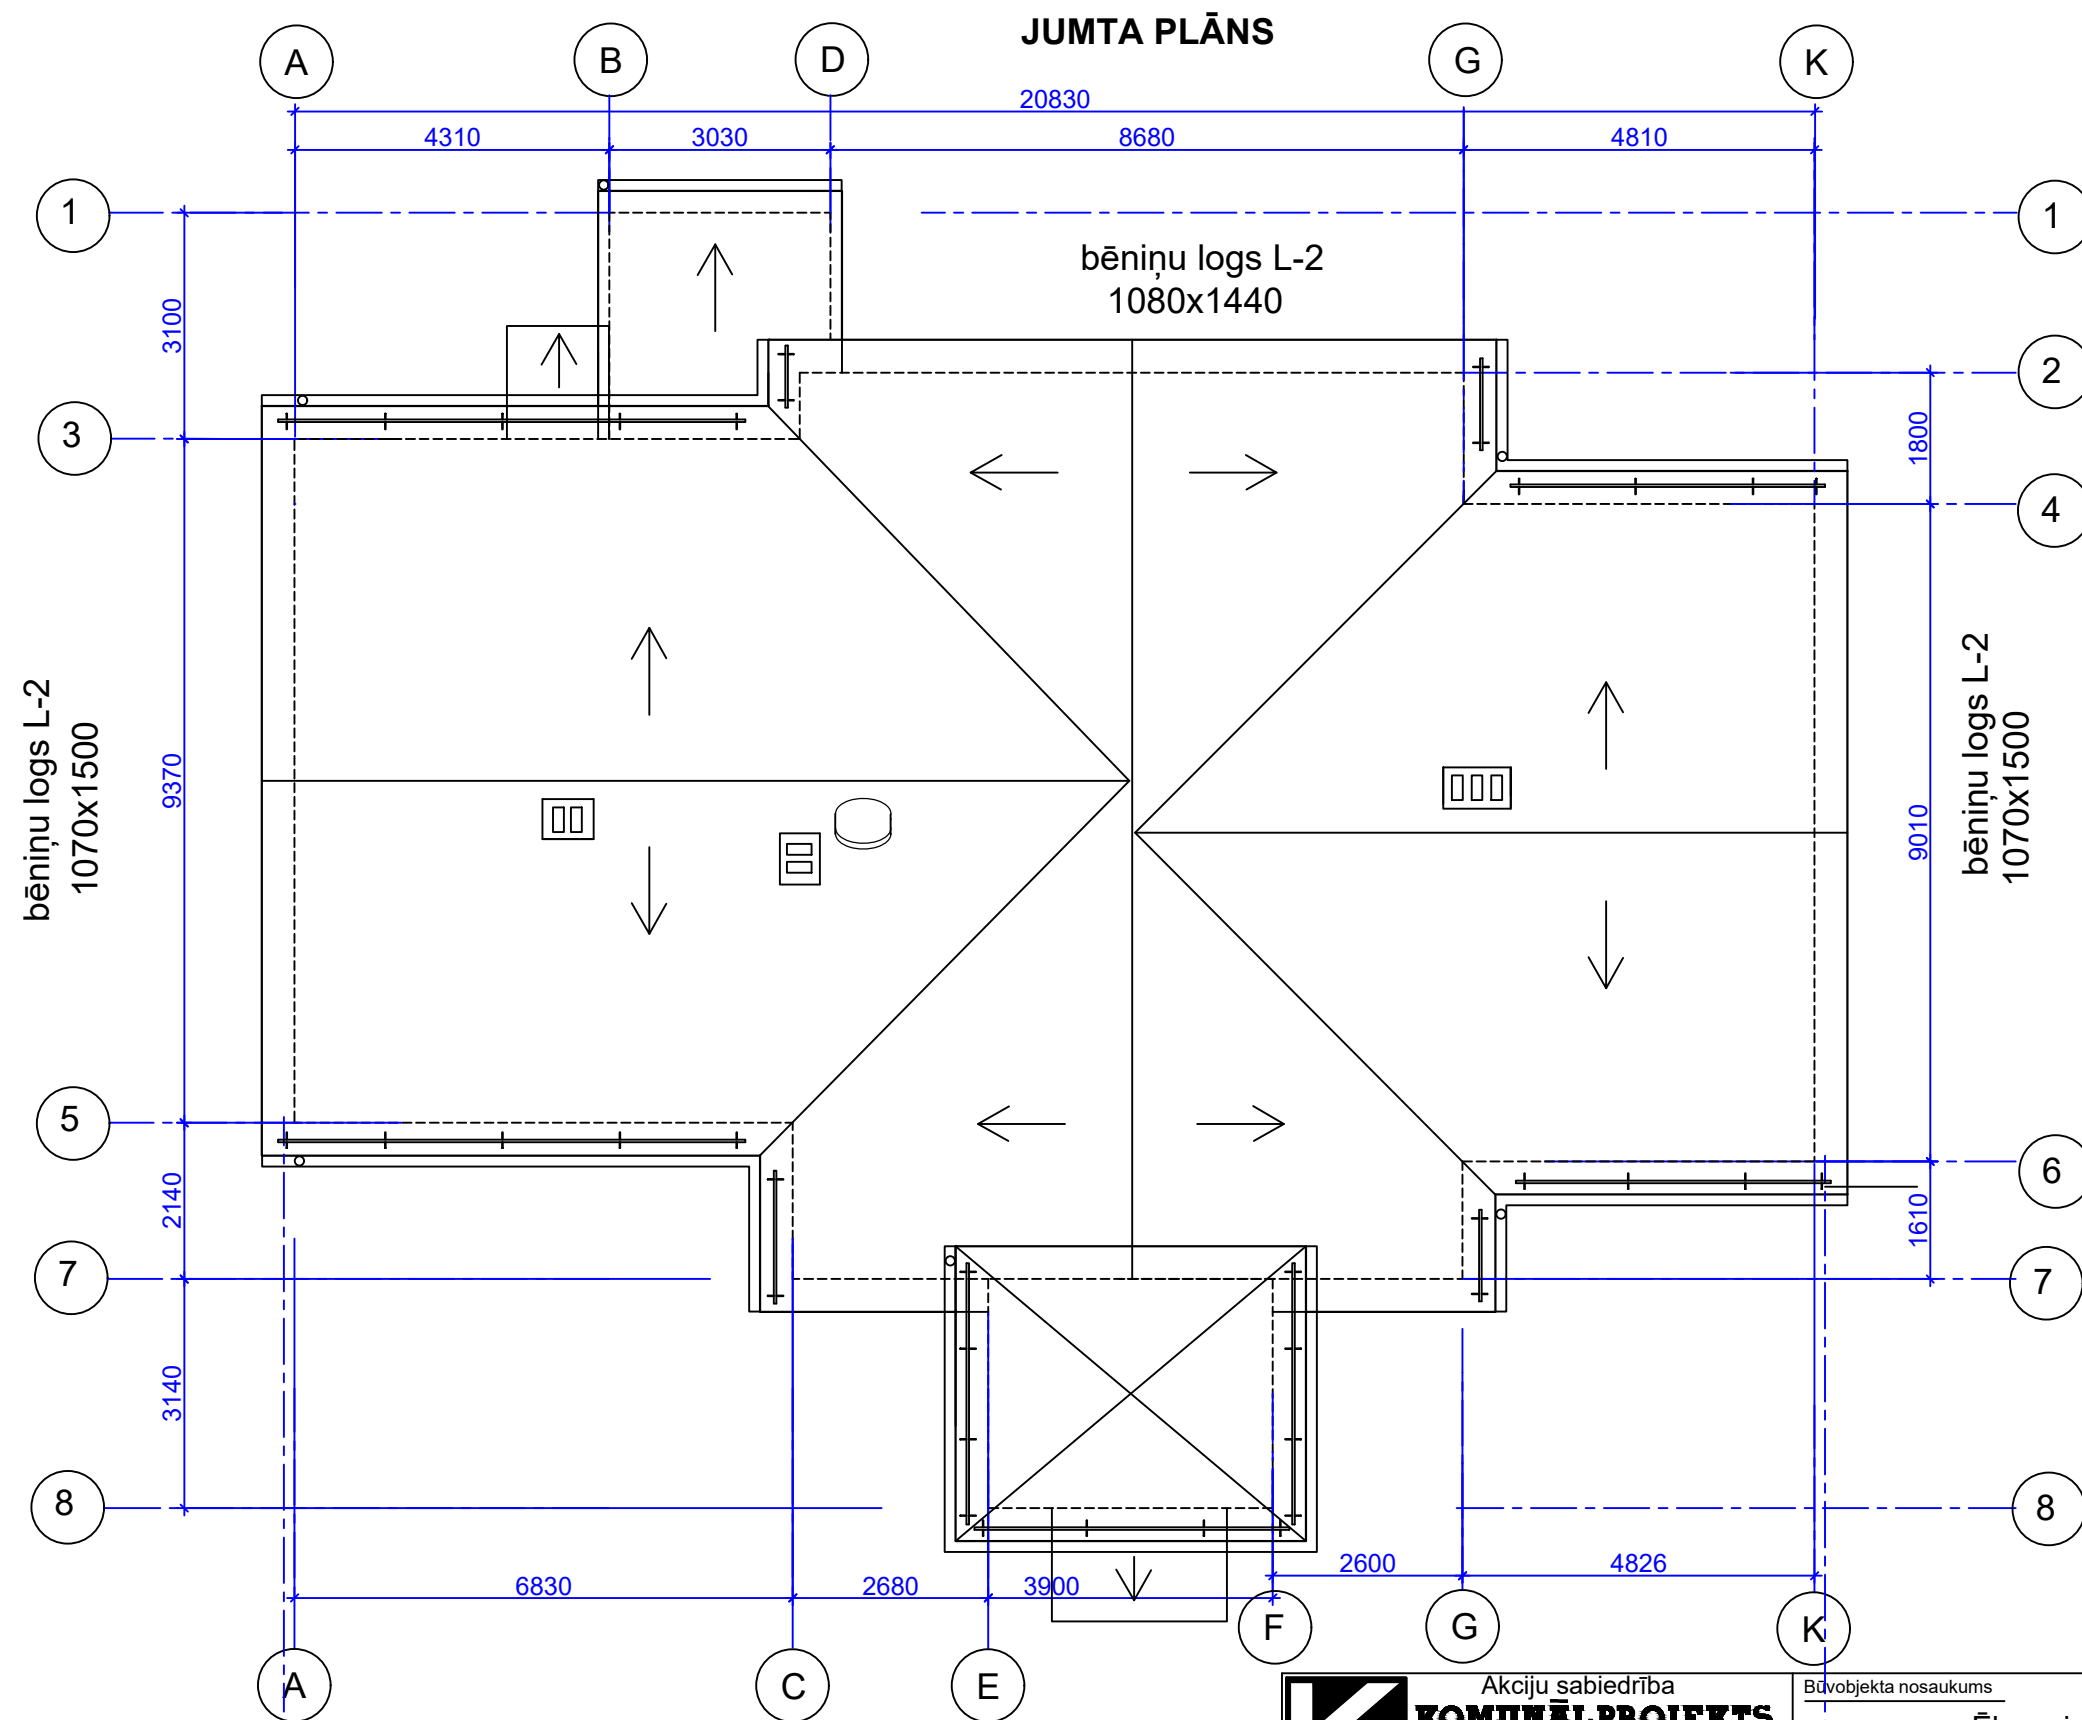 JUMTA PLĀNS
A B D G K
20830
4310 3030 8680 4810
1 1
bēniņu logs L-2
1080x1440
3100
2
1800
3
4
bēniņu logs L-2
1070x1500
9370
9010
bēniņu logs L-2
1070x1500
5
6
2140
1610
7 7
3140
8 8
2600 4826
6830 2680 3900
F G K
A C E
Akciju sabiedrība
Būvobjekta nosaukums
KOMUNĀLPROJEKTS